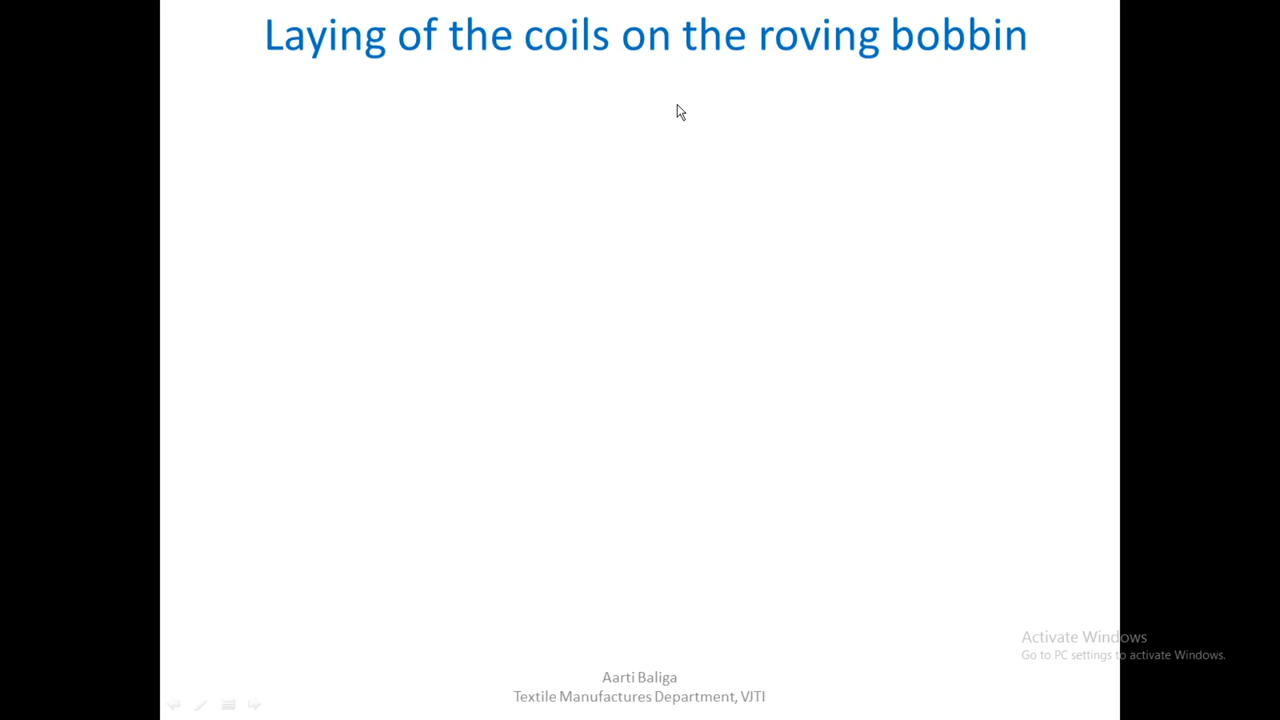 Laying of the coils on the roving bobbin
Activate Windows
Go to PC settings to activate Windows.
Aarti Baliga
Textile Manufactures Department, VJTI